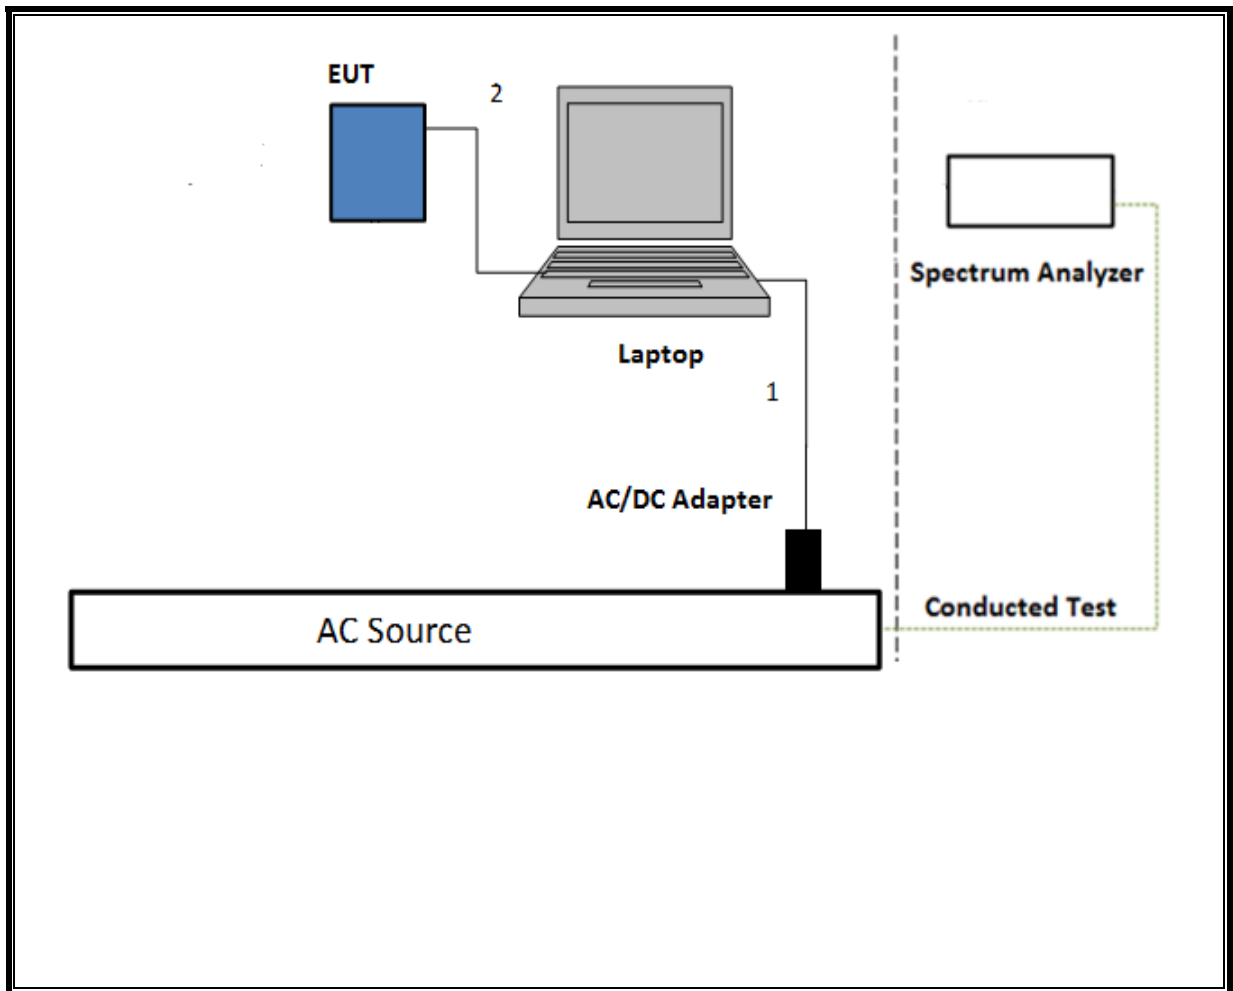 EUT
2
Spectrum Analyzer
Laptop
1
AC/DC Adapter
Conducted Test
AC Source